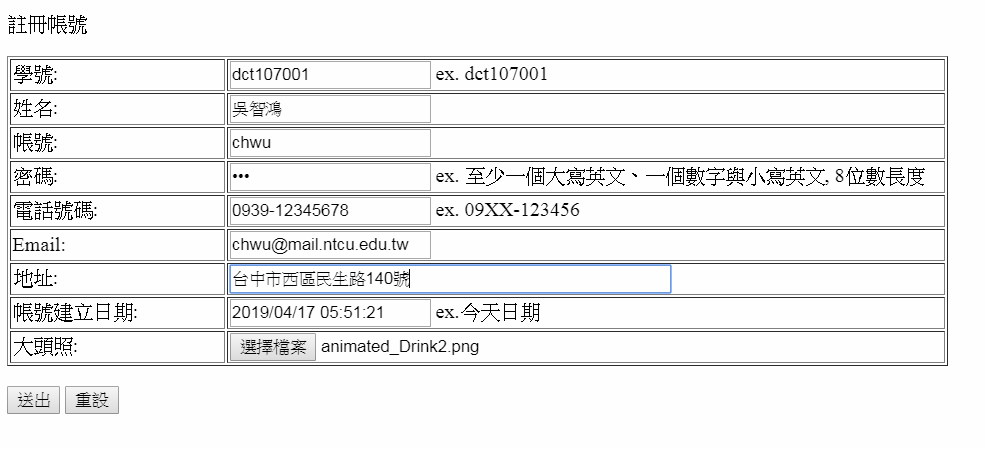 註冊帳號
學號: dct107001 ex. dct107001
姓名: 吳智鴻
帳號: chwu
密碼: ••• ex. 至少一個大寫英文、一個數字與小寫英文, 8位數長度
電話號碼: 0939-12345678 ex. 09XX-123456
Email: chwu@mail.ntcu.edu.tw
地址: 台中市西區民生路140號
帳號建立日期: 2019/04/17 05:51:21 ex.今天日期
大頭照: 選擇檔案 animated_Drink2.png
送出 重設